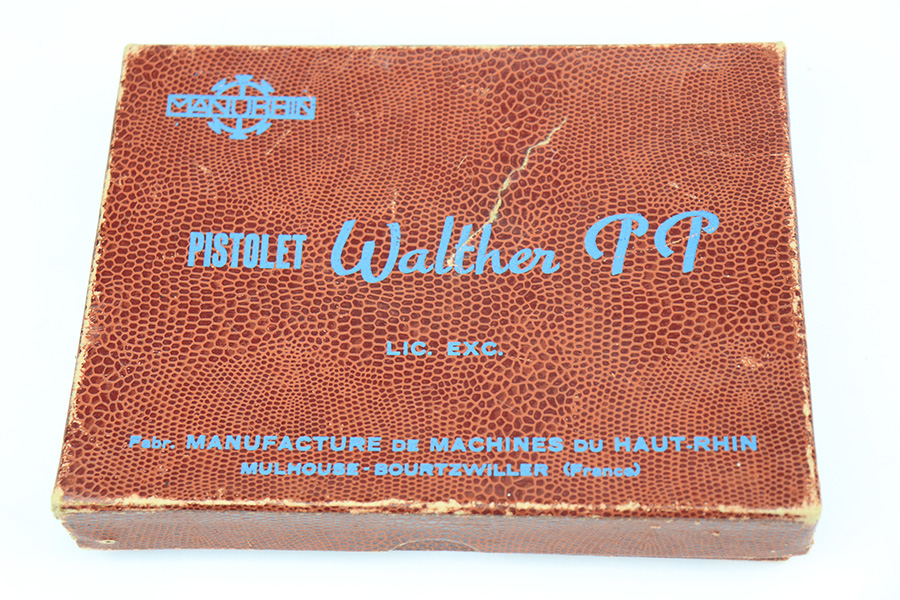 MANURHIN
PISTOLET Walther PP
LIC. EXC.
Fabr. MANUFACTURE DE MACHINES DU HAUT-RHIN
MULHOUSE-BOURTZWILLER (France)